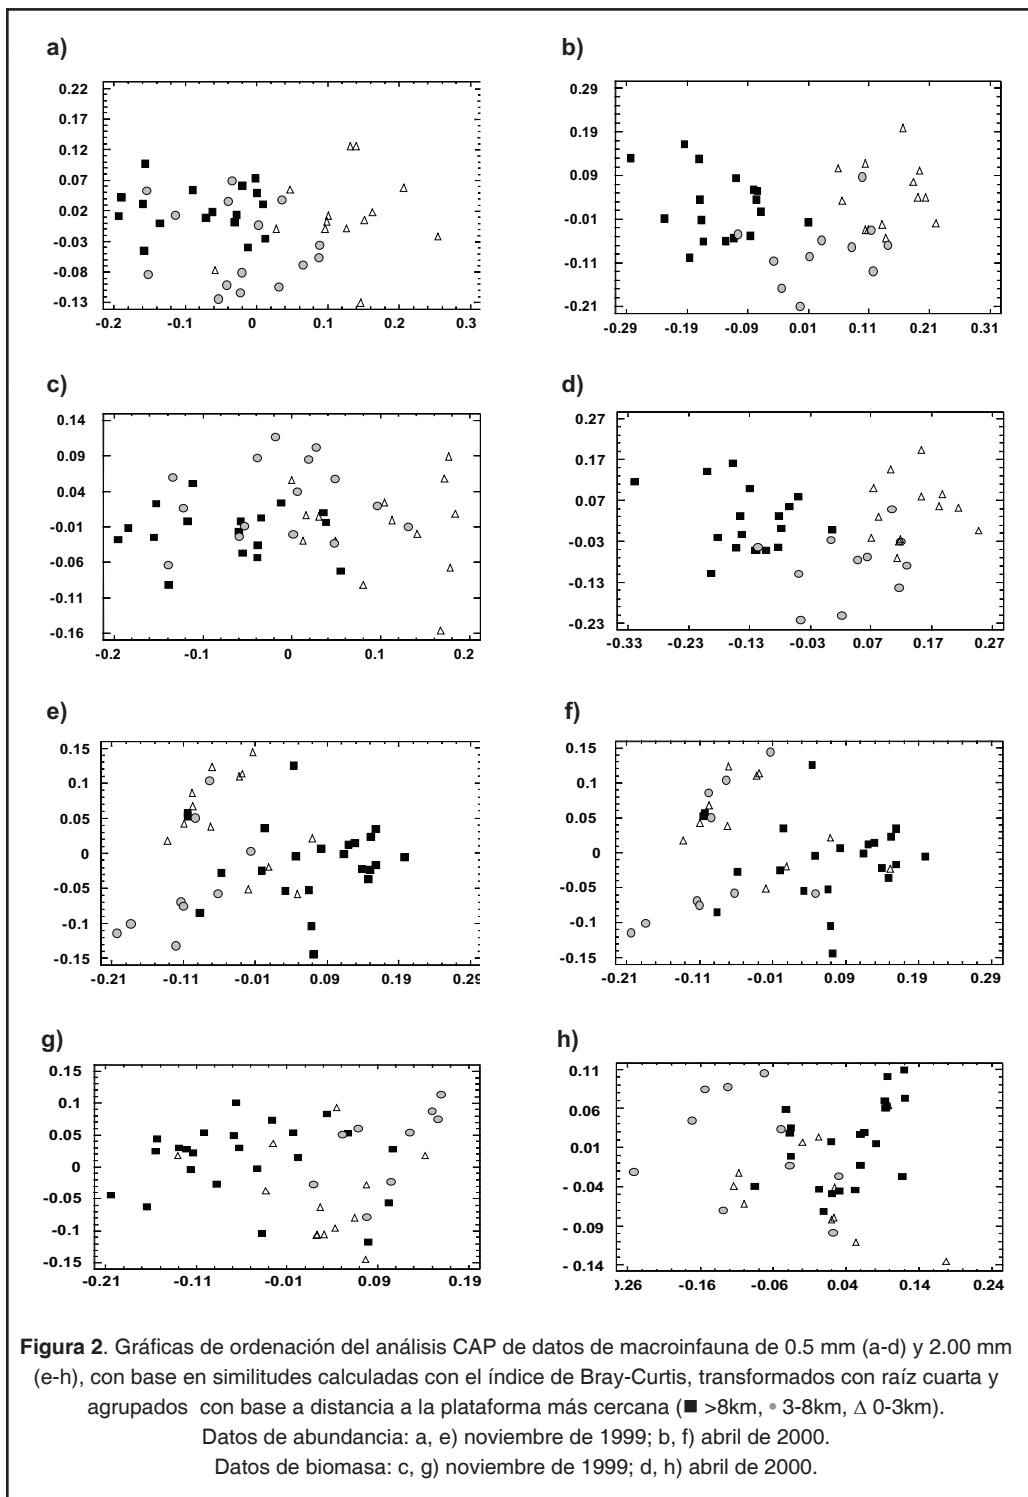 a)
0.22
0.17
0.12
0.07
0.02
-0.03
-0.08
-0.13
-0.2 -0.1 0 0.1 0.2 0.3
b)
0.29
0.19
0.09
-0.01
-0.11
-0.21
-0.29 -0.19 -0.09 0.01 0.11 0.21 0.31
c)
0.14
0.09
0.04
-0.01
-0.06
-0.11
-0.16
-0.2 -0.1 0 0.1 0.2
d)
0.27
0.17
0.07
-0.03
-0.13
-0.23
-0.33 -0.23 -0.13 -0.03 0.07 0.17 0.27
e)
0.15
0.1
0.05
0
-0.05
-0.1
-0.15
-0.21 -0.11 -0.01 0.09 0.19 0.29
f)
0.15
0.1
0.05
0
-0.05
-0.1
-0.15
-0.21 -0.11 -0.01 0.09 0.19 0.29
g)
0.15
0.1
0.05
0
-0.05
-0.1
-0.15
-0.21 -0.11 -0.01 0.09 0.19
h)
0.11
0.06
0.01
-0.04
-0.09
-0.14
0.26 -0.16 -0.06 0.04 0.14 0.24
Figura 2. Gráficas de ordenación del análisis CAP de datos de macroinfauna de 0.5 mm (a-d) y 2.00 mm
(e-h), con base en similitudes calculadas con el índice de Bray-Curtis, transformados con raíz cuarta y
agrupados con base a distancia a la plataforma más cercana (■ >8km, • 3-8km, Δ 0-3km).
Datos de abundancia: a, e) noviembre de 1999; b, f) abril de 2000.
Datos de biomasa: c, g) noviembre de 1999; d, h) abril de 2000.